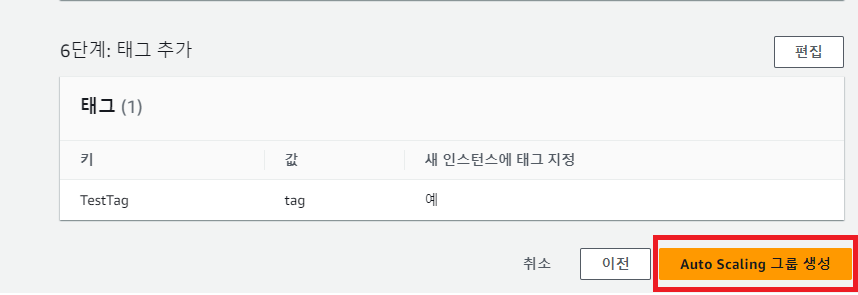 6단계: 태그 추가
편집
태그 (1)
키 값 새 인스턴스에 태그 지정
TestTag tag 예
취소 이전 Auto Scaling 그룹 생성